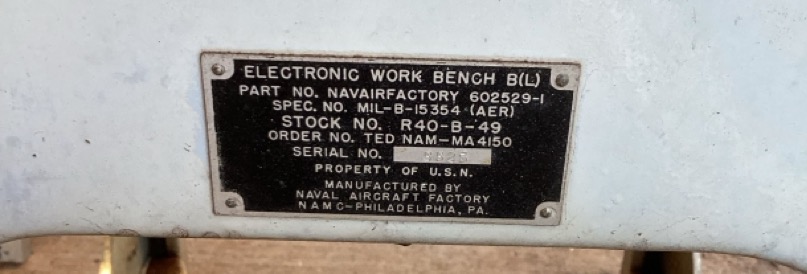 ELECTRONIC WORK BENCH B(L)
PART NO. NAVAIRFACTORY 602529-1
SPEC. NO. MIL-B-15354 (AER)
STOCK NO. R40-B-49
ORDER NO. TED NAM-MA4150
SERIAL NO.
PROPERTY OF U.S.N.
MANUFACTURED BY
NAVAL AIRCRAFT FACTORY
NAMC-PHILADELPHIA, PA.